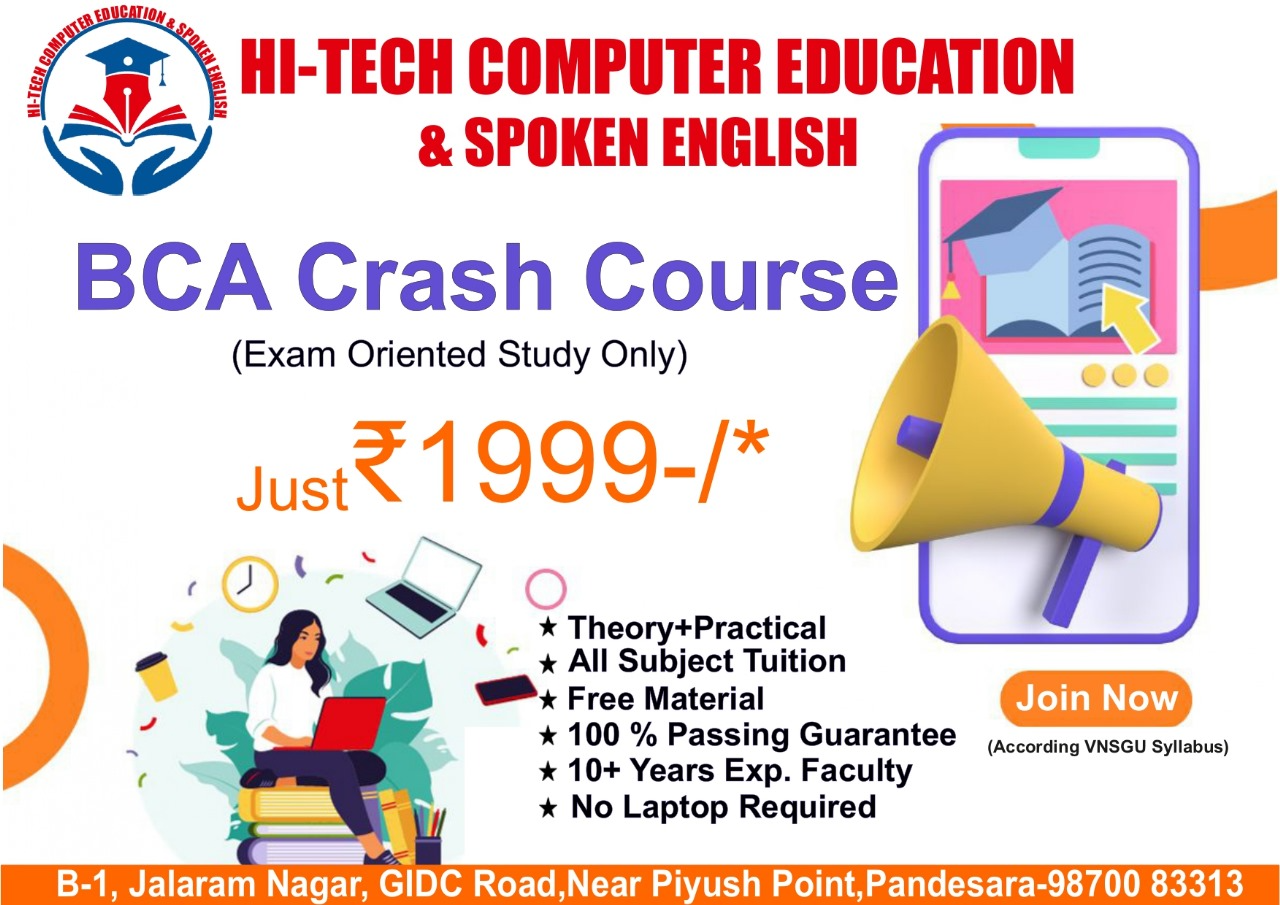 HI-TECH COMPUTER EDUCATION & SPOKEN ENGLISH
HI-TECH COMPUTER EDUCATION
& SPOKEN ENGLISH
BCA Crash Course
(Exam Oriented Study Only)
Just ₹1999-/*
★ Theory+Practical
★ All Subject Tuition
★ Free Material
★ 100 % Passing Guarantee
★ 10+ Years Exp. Faculty
★ No Laptop Required
Join Now
(According VNSGU Syllabus)
B-1, Jalaram Nagar, GIDC Road,Near Piyush Point,Pandesara-98700 83313